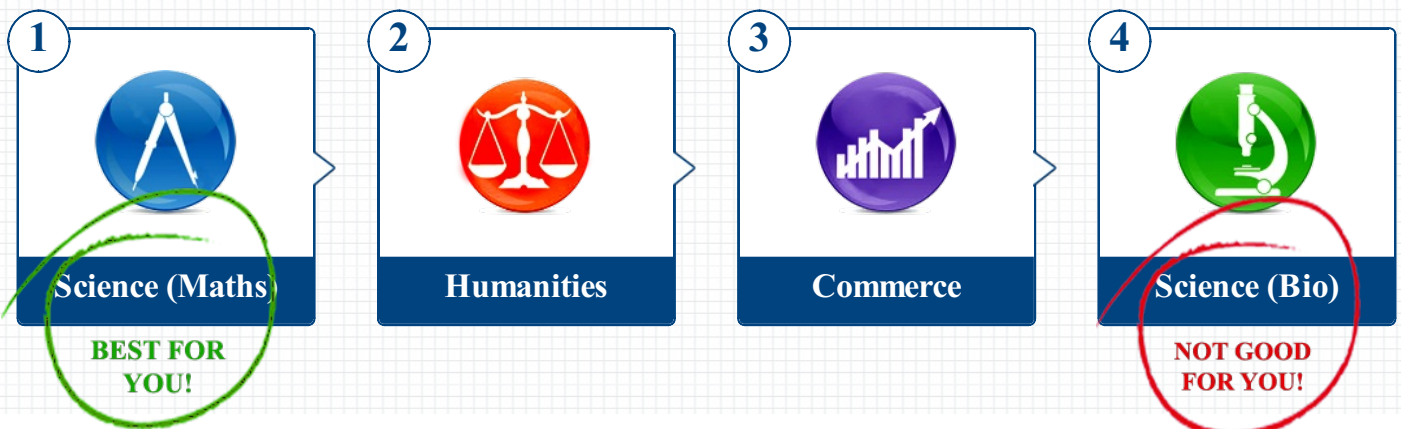 1
2
3
4
Science (Maths)
Humanities
Commerce
Science (Bio)
BEST FOR
YOU!
NOT GOOD
FOR YOU!